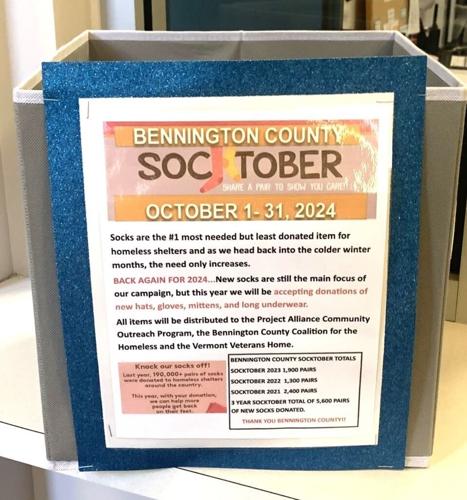 BENNINGTON COUNTY
SOCKTOBER
SHARE A PAIR TO SHOW YOU CARE!!
OCTOBER 1- 31, 2024
Socks are the #1 most needed but least donated item for
homeless shelters and as we head back into the colder winter
months, the need only increases.
BACK AGAIN FOR 2024...New socks are still the main focus of
our campaign, but this year we will be accepting donations of
new hats, gloves, mittens, and long underwear.
All items will be distributed to the Project Alliance Community
Outreach Program, the Bennington County Coalition for the
Homeless and the Vermont Veterans Home.
Knock our socks off!
Last year, 190,000+ pairs of socks
were donated to homeless shelters
around the country.
This year, with your donation,
we can help more
people get back
on their feet.
BENNINGTON COUNTY SOCKTOBER TOTALS
SOCKTOBER 2023 1,900 PAIRS
SOCKTOBER 2022 1,300 PAIRS
SOCKTOBER 2021 2,400 PAIRS
3 YEAR SOCKTOBER TOTAL OF 5,600 PAIRS
OF NEW SOCKS DONATED.
THANK YOU BENNINGTON COUNTY!!